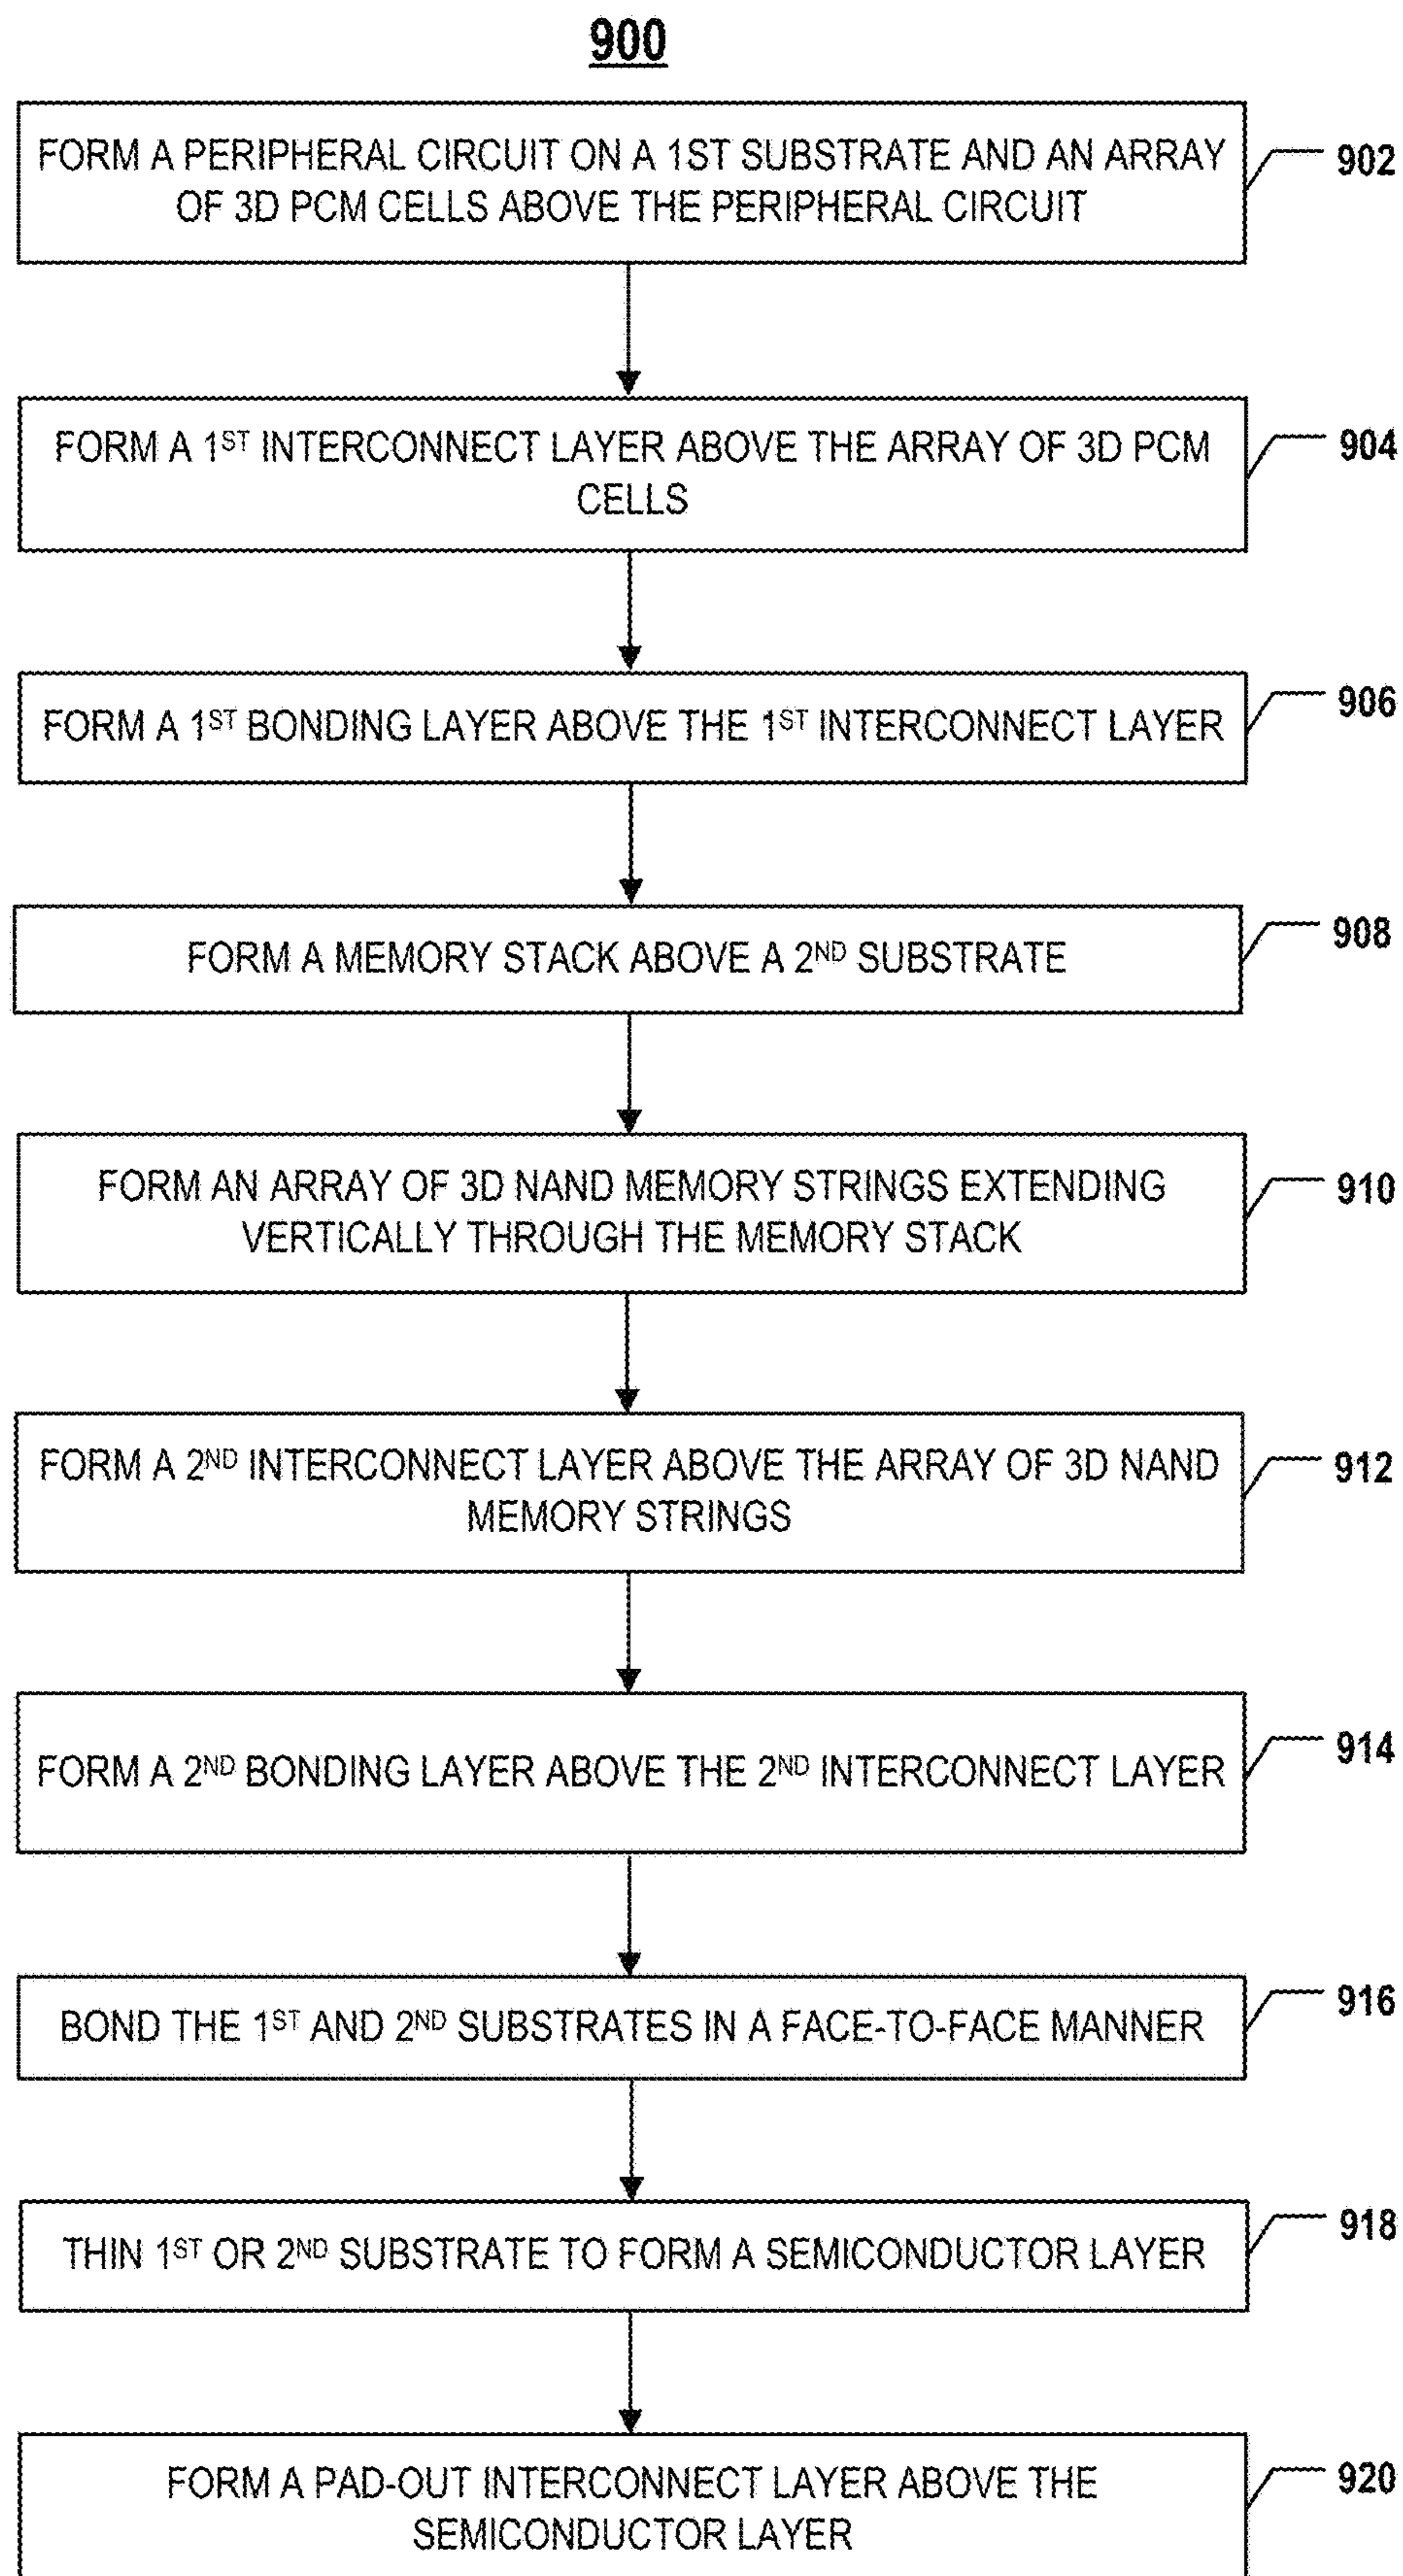 900
FORM A PERIPHERAL CIRCUIT ON A 1ST SUBSTRATE AND AN ARRAY
OF 3D PCM CELLS ABOVE THE PERIPHERAL CIRCUIT
902
FORM A 1ST INTERCONNECT LAYER ABOVE THE ARRAY OF 3D PCM
CELLS
904
FORM A 1ST BONDING LAYER ABOVE THE 1ST INTERCONNECT LAYER
906
FORM A MEMORY STACK ABOVE A 2ND SUBSTRATE
908
FORM AN ARRAY OF 3D NAND MEMORY STRINGS EXTENDING
VERTICALLY THROUGH THE MEMORY STACK
910
FORM A 2ND INTERCONNECT LAYER ABOVE THE ARRAY OF 3D NAND
MEMORY STRINGS
912
FORM A 2ND BONDING LAYER ABOVE THE 2ND INTERCONNECT LAYER
914
BOND THE 1ST AND 2ND SUBSTRATES IN A FACE-TO-FACE MANNER
916
THIN 1ST OR 2ND SUBSTRATE TO FORM A SEMICONDUCTOR LAYER
918
FORM A PAD-OUT INTERCONNECT LAYER ABOVE THE
SEMICONDUCTOR LAYER
920